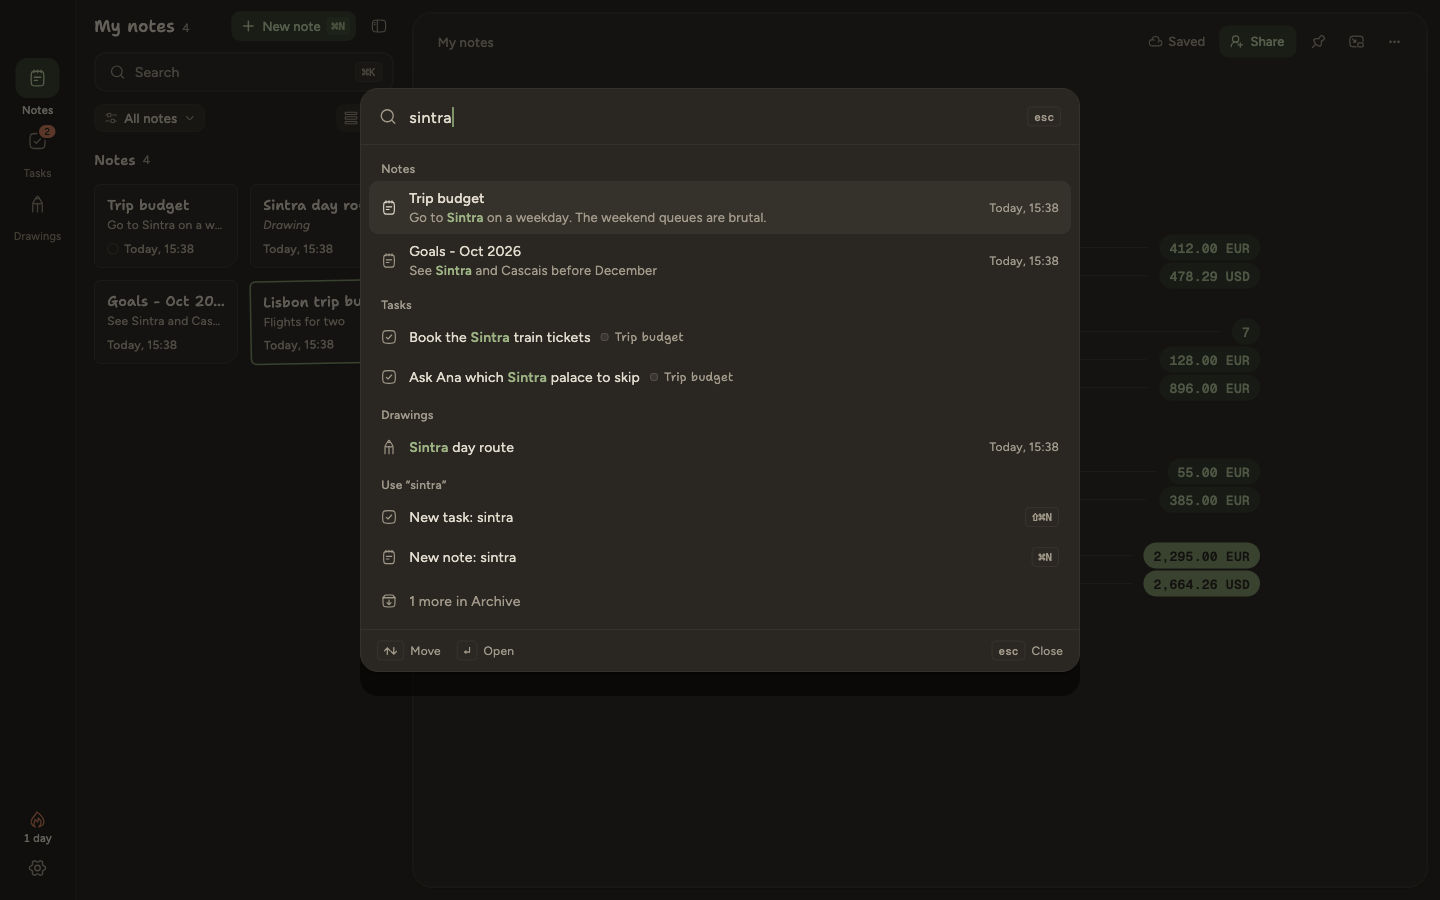 My notes 4
New note ⌘N
Search ⌘K
All notes
Notes 4
Trip budget
Go to Sintra on a w...
Today, 15:38
Sintra day ro
Drawing
Today, 15:38
Goals - Oct 20...
See Sintra and Cas...
Today, 15:38
Lisbon trip bu
Flights for two
Today, 15:38
Notes
2
Tasks
Drawings
1 day
My notes
Saved
Share
sintra
esc
Notes
Trip budget
Go to Sintra on a weekday. The weekend queues are brutal.
Today, 15:38
Goals - Oct 2026
See Sintra and Cascais before December
Today, 15:38
Tasks
Book the Sintra train tickets Trip budget
Ask Ana which Sintra palace to skip Trip budget
Drawings
Sintra day route
Today, 15:38
Use "sintra"
New task: sintra ⇧⌘N
New note: sintra ⌘N
1 more in Archive
Move
Open
esc Close
412.00 EUR
478.29 USD
7
128.00 EUR
896.00 EUR
55.00 EUR
385.00 EUR
2,295.00 EUR
2,664.26 USD